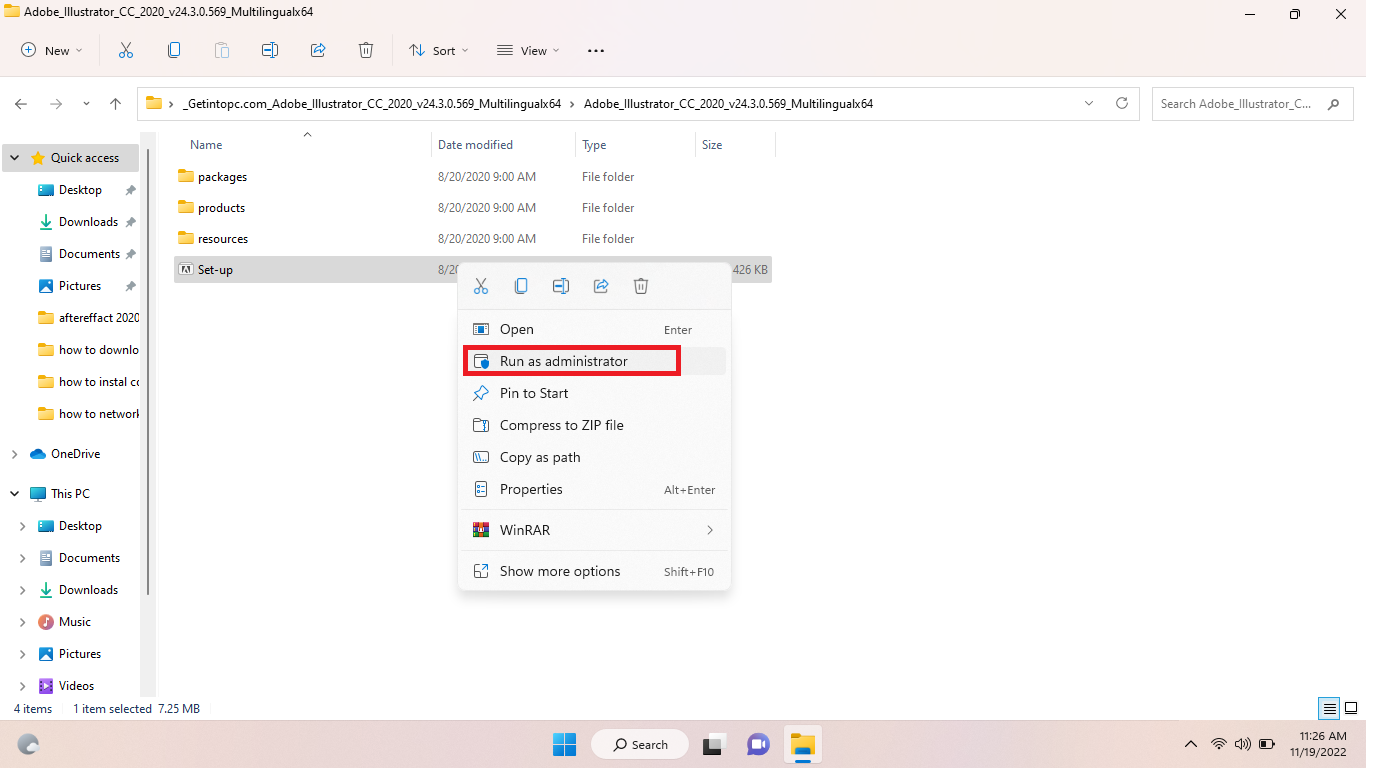 Adobe_Illustrator_CC_2020_v24.3.0.569_Multilingualx64
New
Sort
View
_Getintopc.com_Adobe_Illustrator_CC_2020_v24.3.0.569_Multilingualx64 Adobe_Illustrator_CC_2020_v24.3.0.569_Multilingualx64
Search Adobe_Illustrator_C...
Name Date modified Type Size
Quick access
Desktop
Downloads
Documents
Pictures
aftereffact 2020
how to downlo
how to instal co
how to network
OneDrive
This PC
Desktop
Documents
Downloads
Music
Pictures
Videos
packages 8/20/2020 9:00 AM File folder
products 8/20/2020 9:00 AM File folder
resources 8/20/2020 9:00 AM File folder
Set-up 8/20 426 KB
Open Enter
Run as administrator
Pin to Start
Compress to ZIP file
Copy as path
Properties Alt+Enter
WinRAR
Show more options Shift+F10
4 items 1 item selected 7.25 MB
Search
11:26 AM
11/19/2022